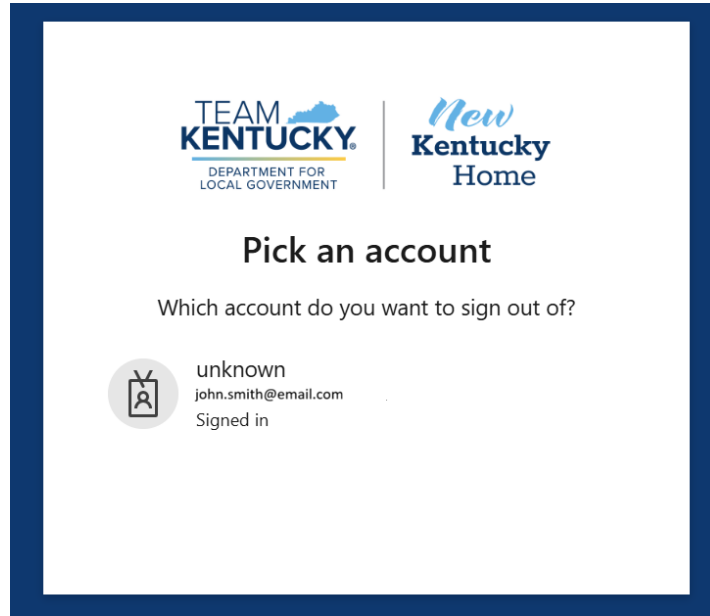 TEAM
KENTUCKY®
DEPARTMENT FOR
LOCAL GOVERNMENT
New
Kentucky
Home
Pick an account
Which account do you want to sign out of?
unknown
john.smith@email.com
Signed in